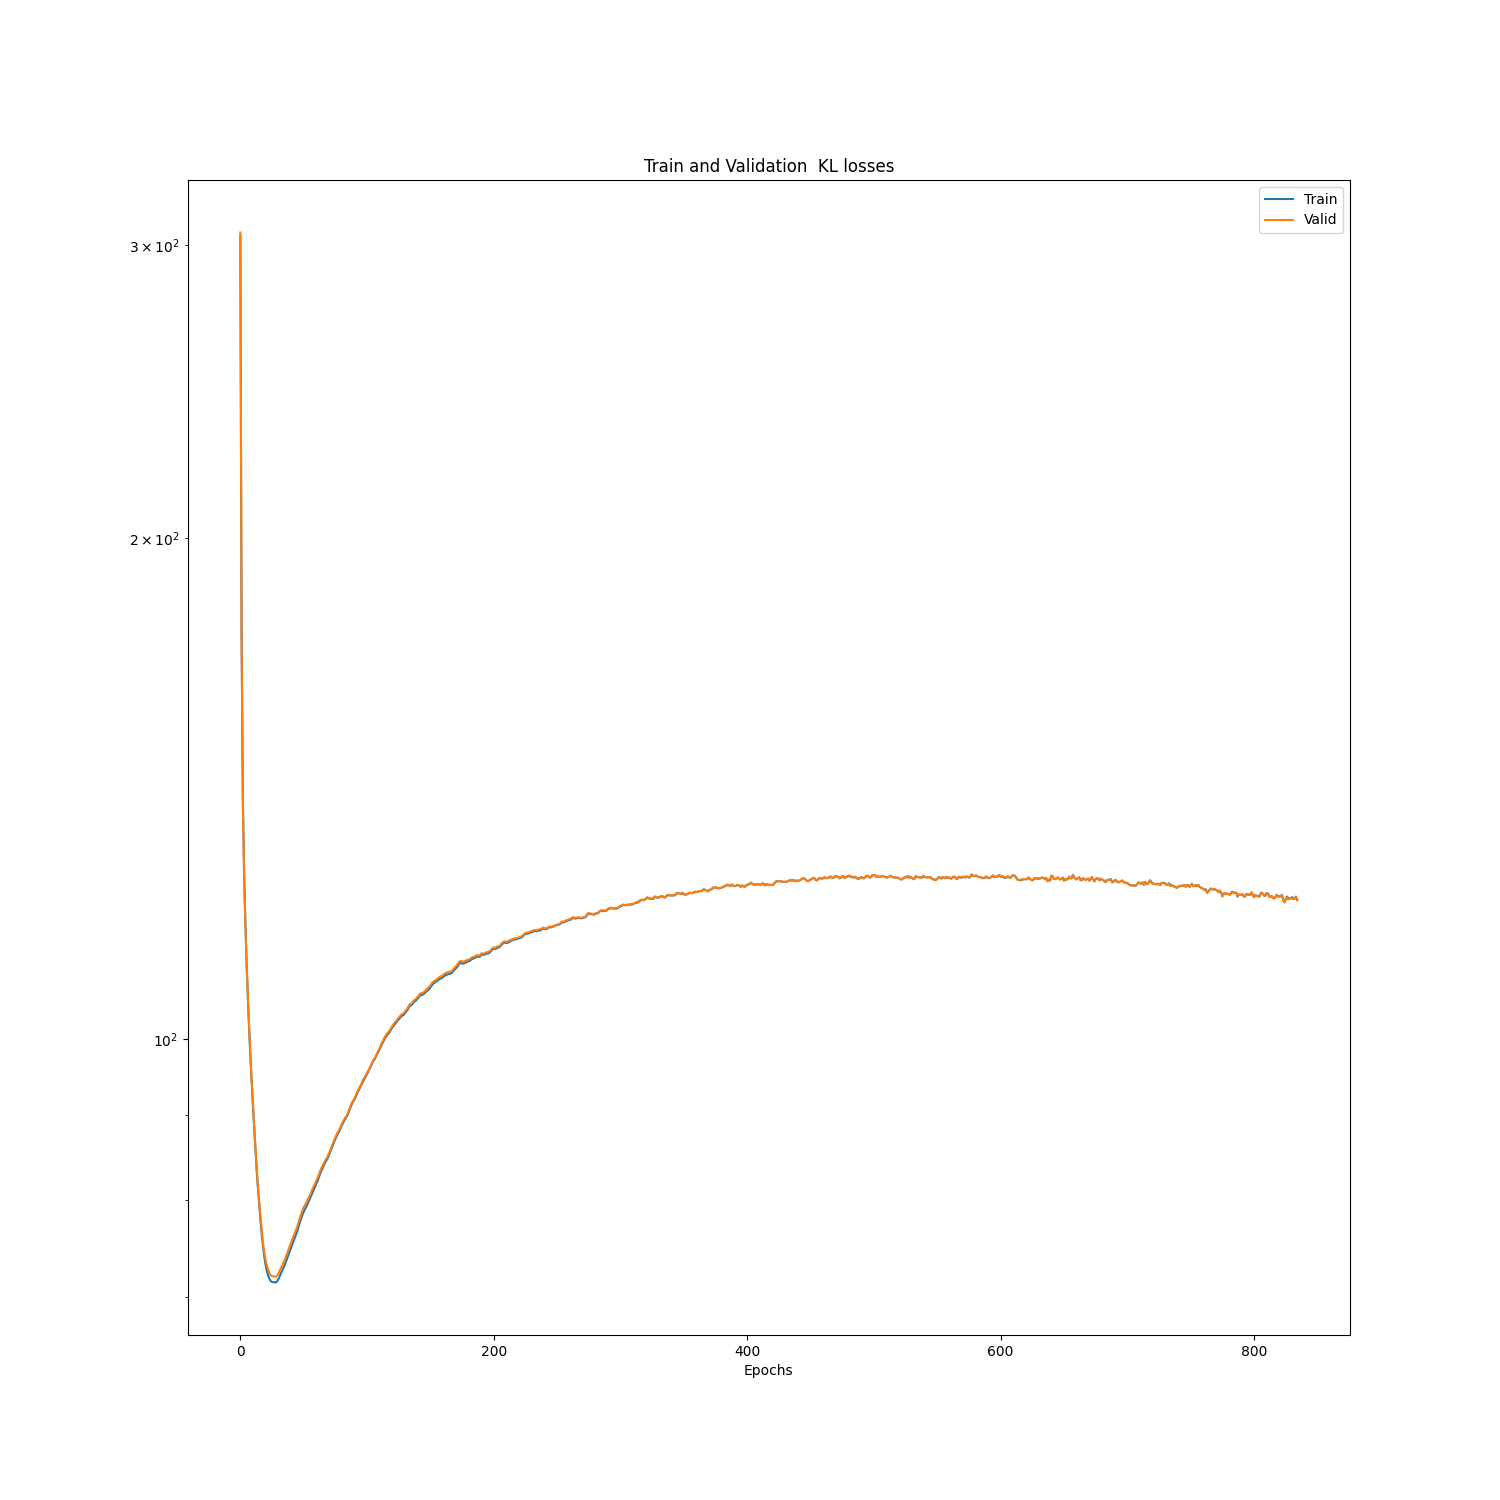 Train and Validation  KL losses
Train
Valid
3 × 10²
2 × 10²
10²
0 200 400 600 800
Epochs